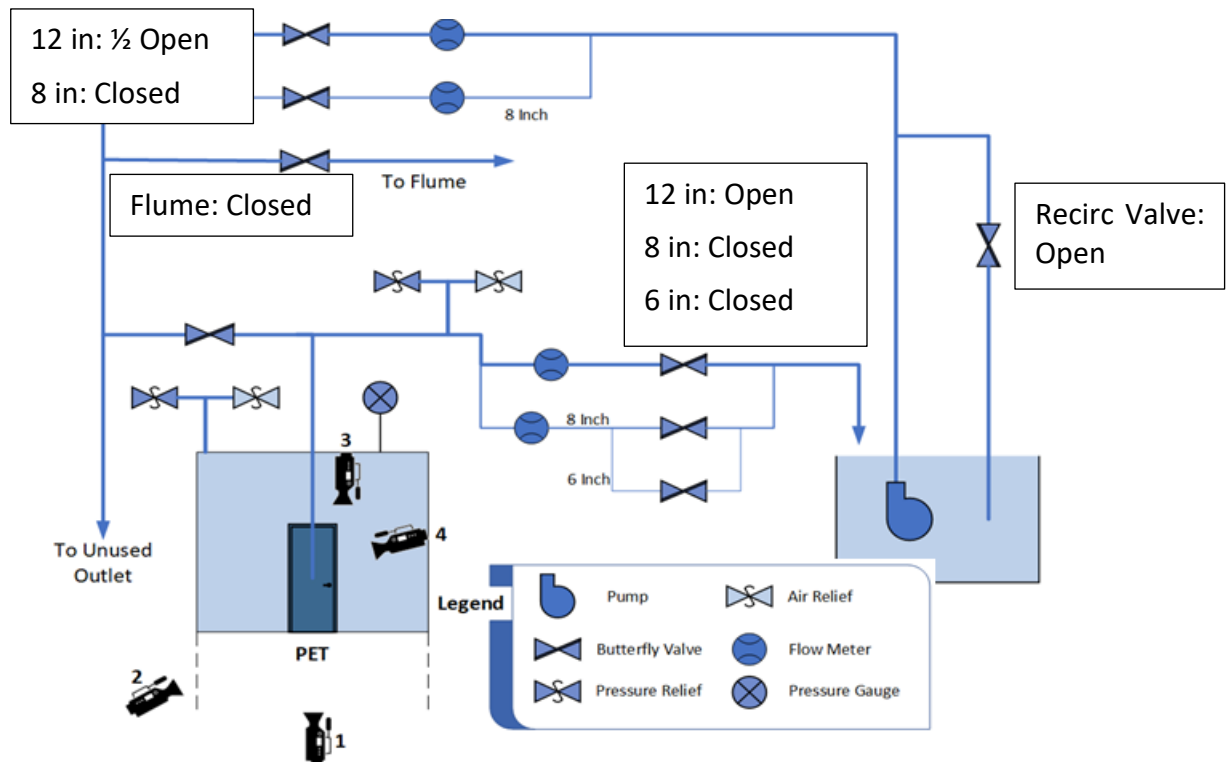 12 in: ½ Open
8 in: Closed
8 Inch
To Flume
Flume: Closed
12 in: Open
8 in: Closed
6 in: Closed
Recirc Valve:
Open
8 Inch
6 Inch
3
4
To Unused
Outlet
PET
2
1
Legend
Pump
Air Relief
Butterfly Valve
Flow Meter
Pressure Relief
Pressure Gauge